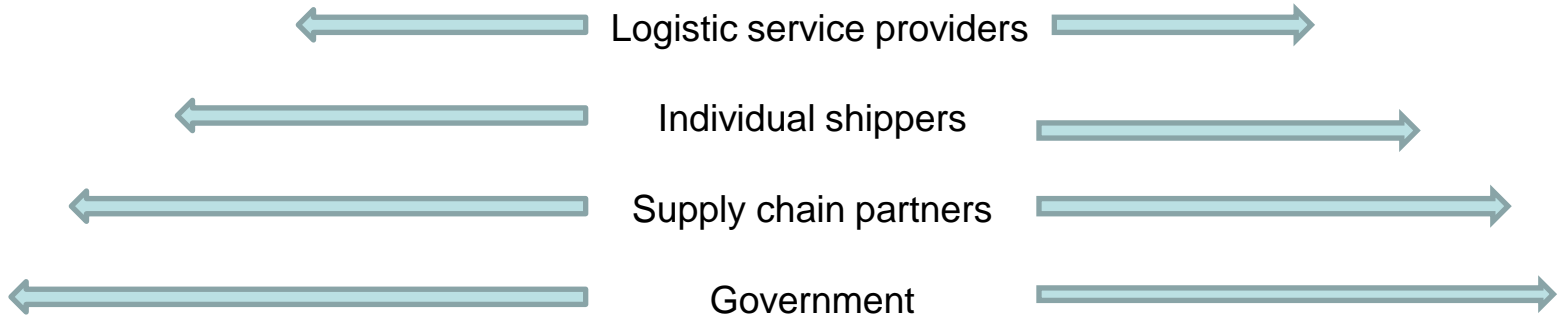 Logistic service providers
Individual shippers
Supply chain partners
Government